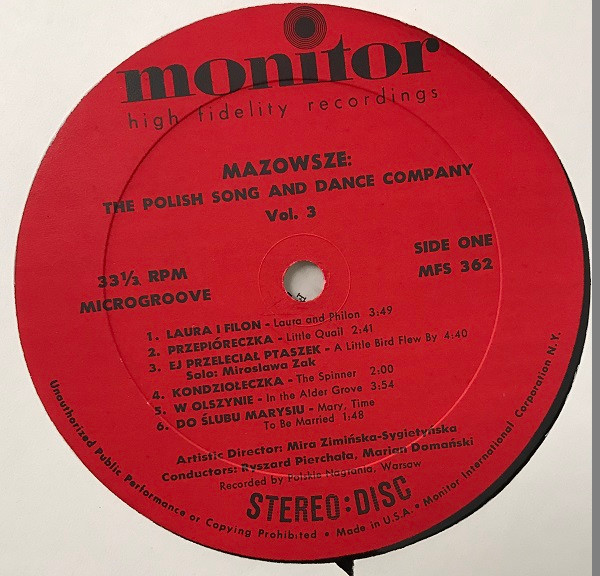 monitor
high fidelity recordings
MAZOWSZE:
THE POLISH SONG AND DANCE COMPANY
Vol. 3
33⅓ RPM
MICROGROOVE
SIDE ONE
MFS 362
1. LAURA I FILON - Laura and Philon 3:49
2. PRZEPIÓRECZKA - Little Quail 2:41
3. EJ PRZELECIAL PTASZEK - A Little Bird Flew By 4:40
Solo: Miroslawa Zak
4. KONDZIOŁECZKA - The Spinner 2:00
5. W OLSZYNIE - In the Alder Grove 3:54
6. DO ŚLUBU MARYSIU - Mary, Time
To Be Married 1:48
Artistic Director: Mira Zimińska-Sygietyńska
Conductors: Ryszard Pierchała, Marian Domański
Recorded by Polskie Nagrania, Warsaw
STEREO:DISC
Unauthorized Public Performance or Copying Prohibited • Made in U.S.A. • Monitor International Corporation N.Y.